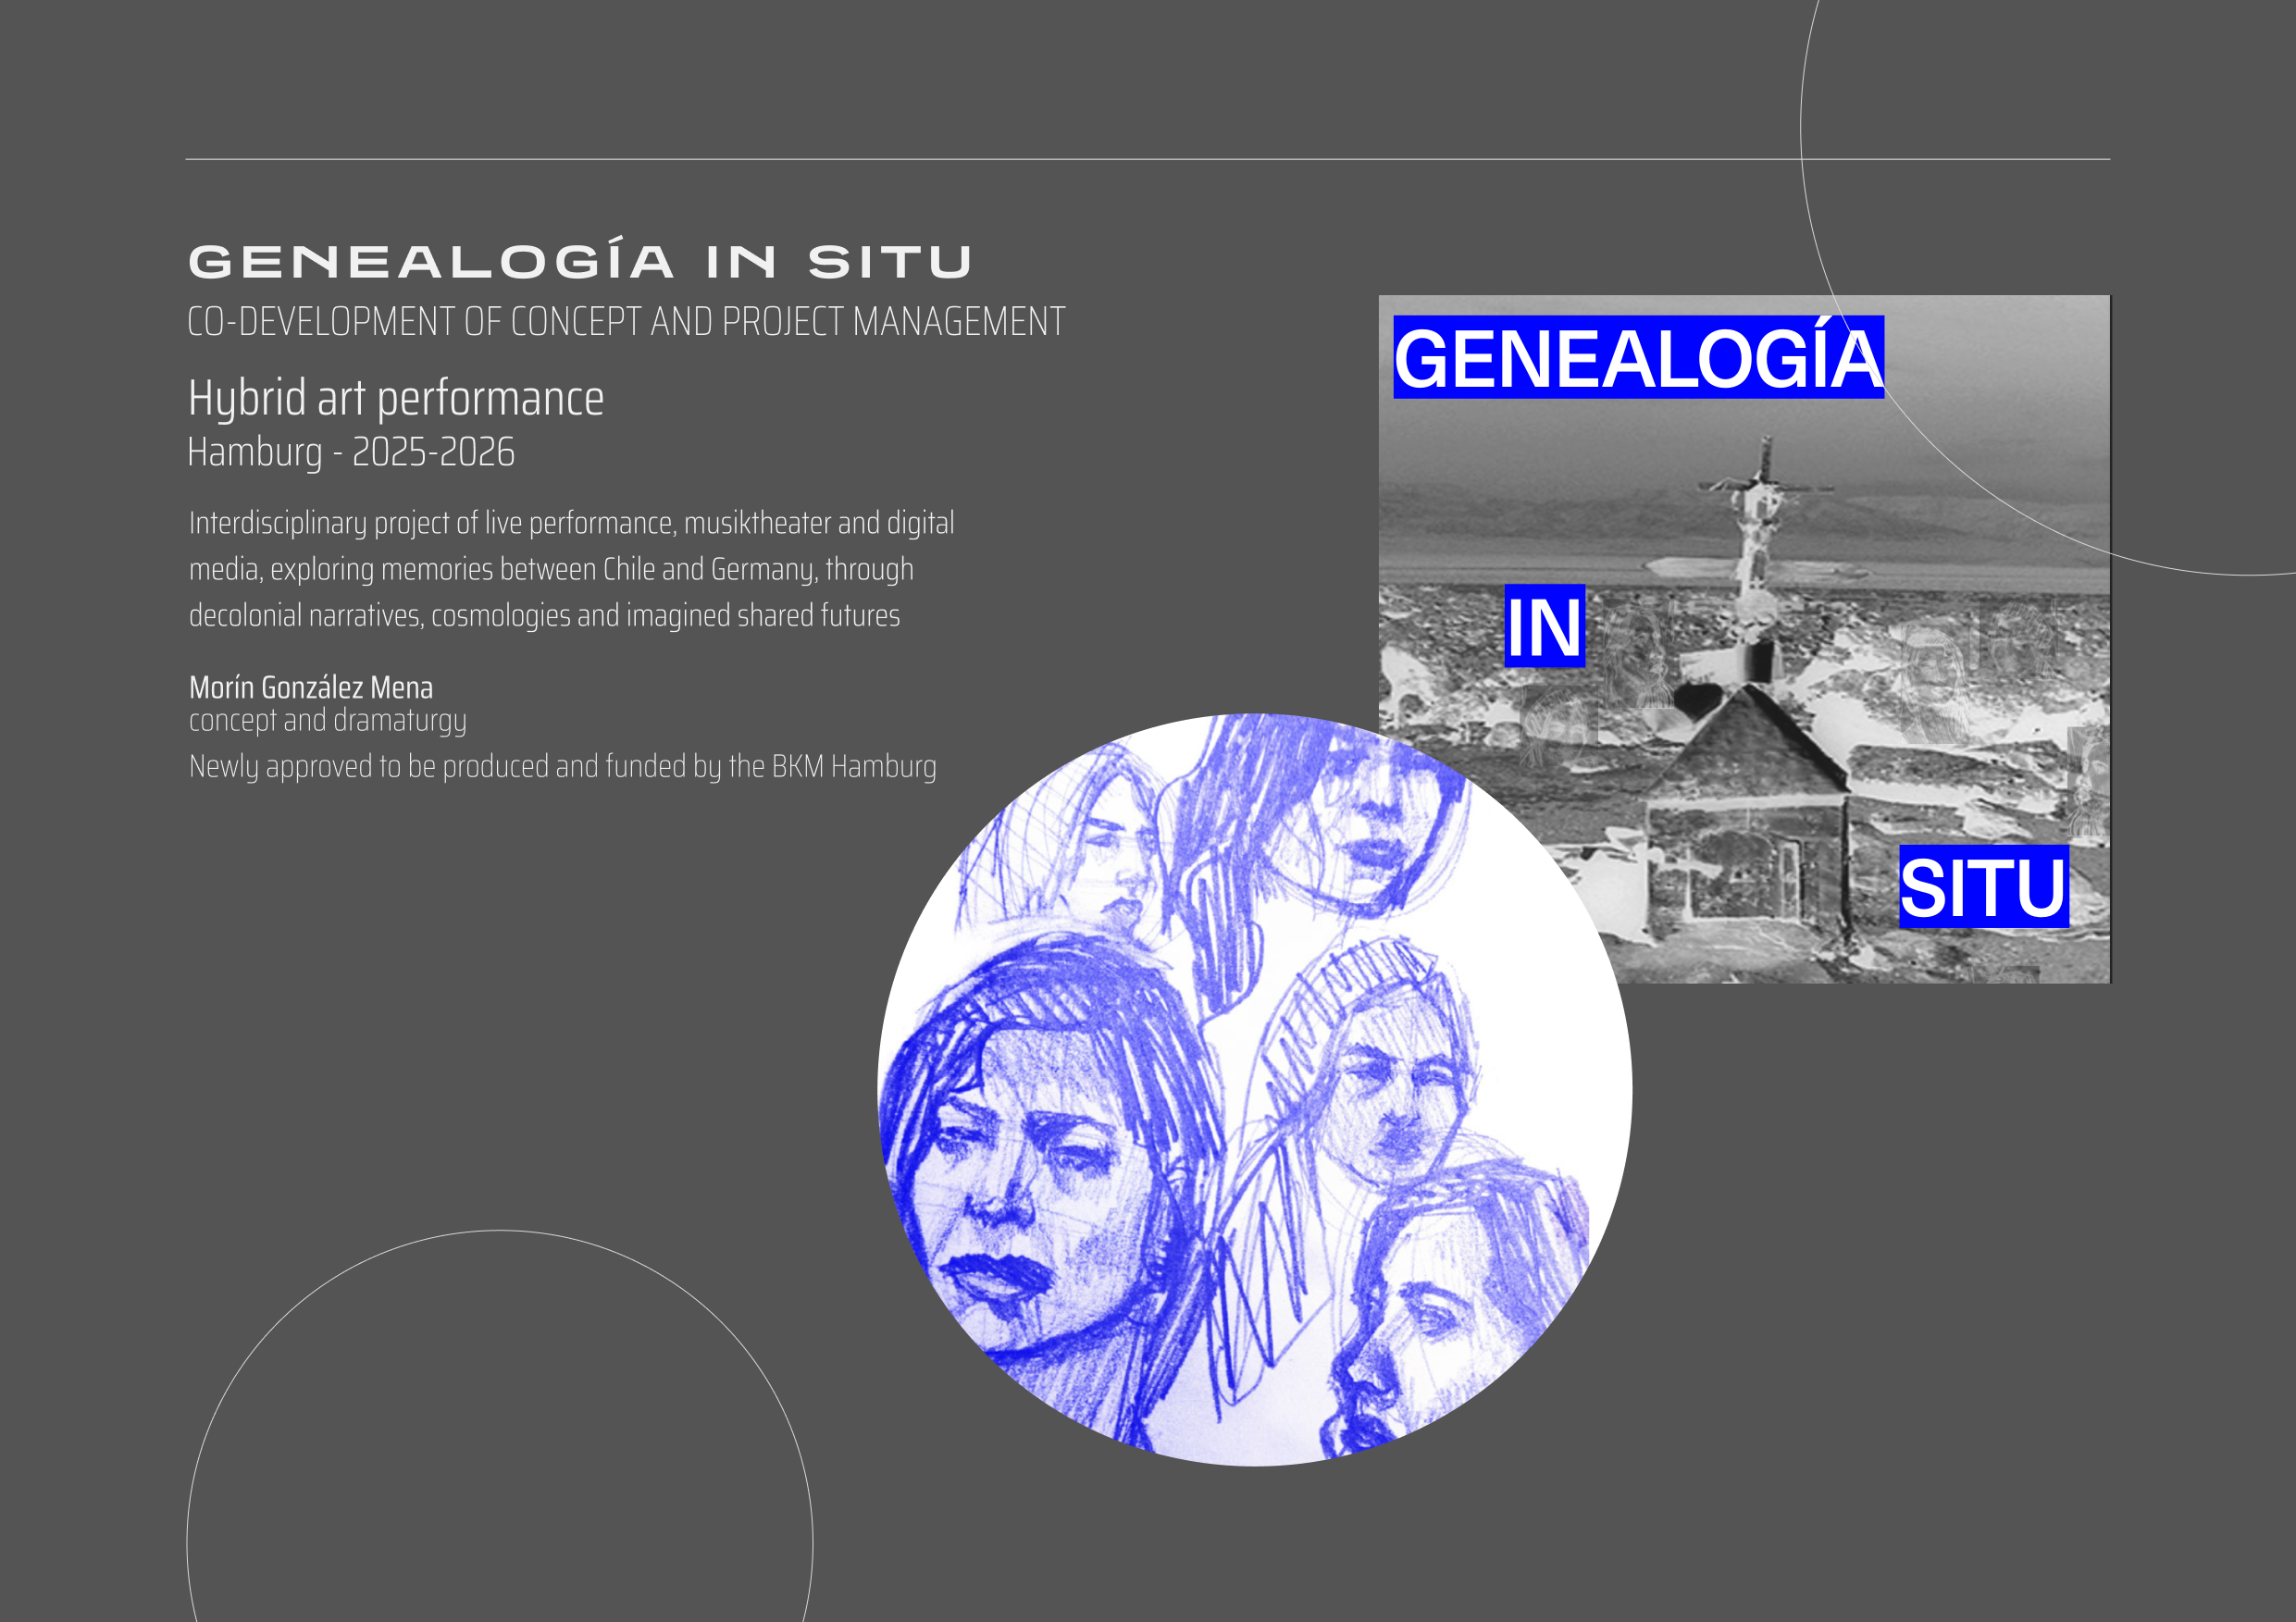 GENEALOGÍA IN SITU
CO-DEVELOPMENT OF CONCEPT AND PROJECT MANAGEMENT
Hybrid art performance
Hamburg - 2025-2026
Interdisciplinary project of live performance, musiktheater and digital
media, exploring memories between Chile and Germany, through
decolonial narratives, cosmologies and imagined shared futures
Morín González Mena
concept and dramaturgy
Newly approved to be produced and funded by the BKM Hamburg
GENEALOGÍA
IN
SITU